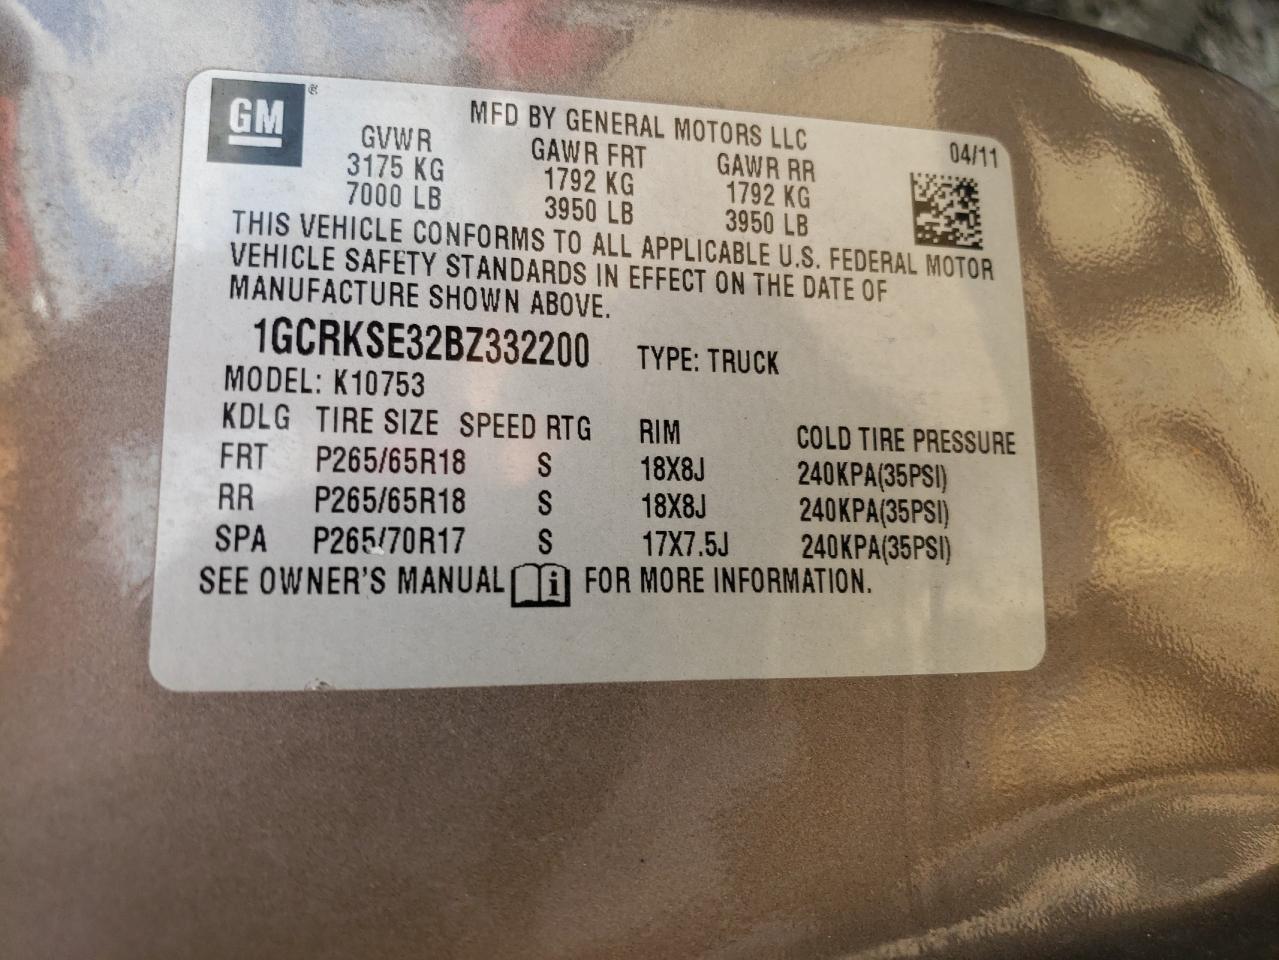 GM ®
MFD BY GENERAL MOTORS LLC
04/11
GVWR GAWR FRT GAWR RR
3175 KG 1792 KG 1792 KG
7000 LB 3950 LB 3950 LB
THIS VEHICLE CONFORMS TO ALL APPLICABLE U.S. FEDERAL MOTOR
VEHICLE SAFETY STANDARDS IN EFFECT ON THE DATE OF
MANUFACTURE SHOWN ABOVE.
1GCRKSE32BZ332200 TYPE: TRUCK
MODEL: K10753
KDLG TIRE SIZE SPEED RTG RIM COLD TIRE PRESSURE
FRT P265/65R18 S 18X8J 240KPA(35PSI)
RR P265/65R18 S 18X8J 240KPA(35PSI)
SPA P265/70R17 S 17X7.5J 240KPA(35PSI)
SEE OWNER'S MANUAL i FOR MORE INFORMATION.